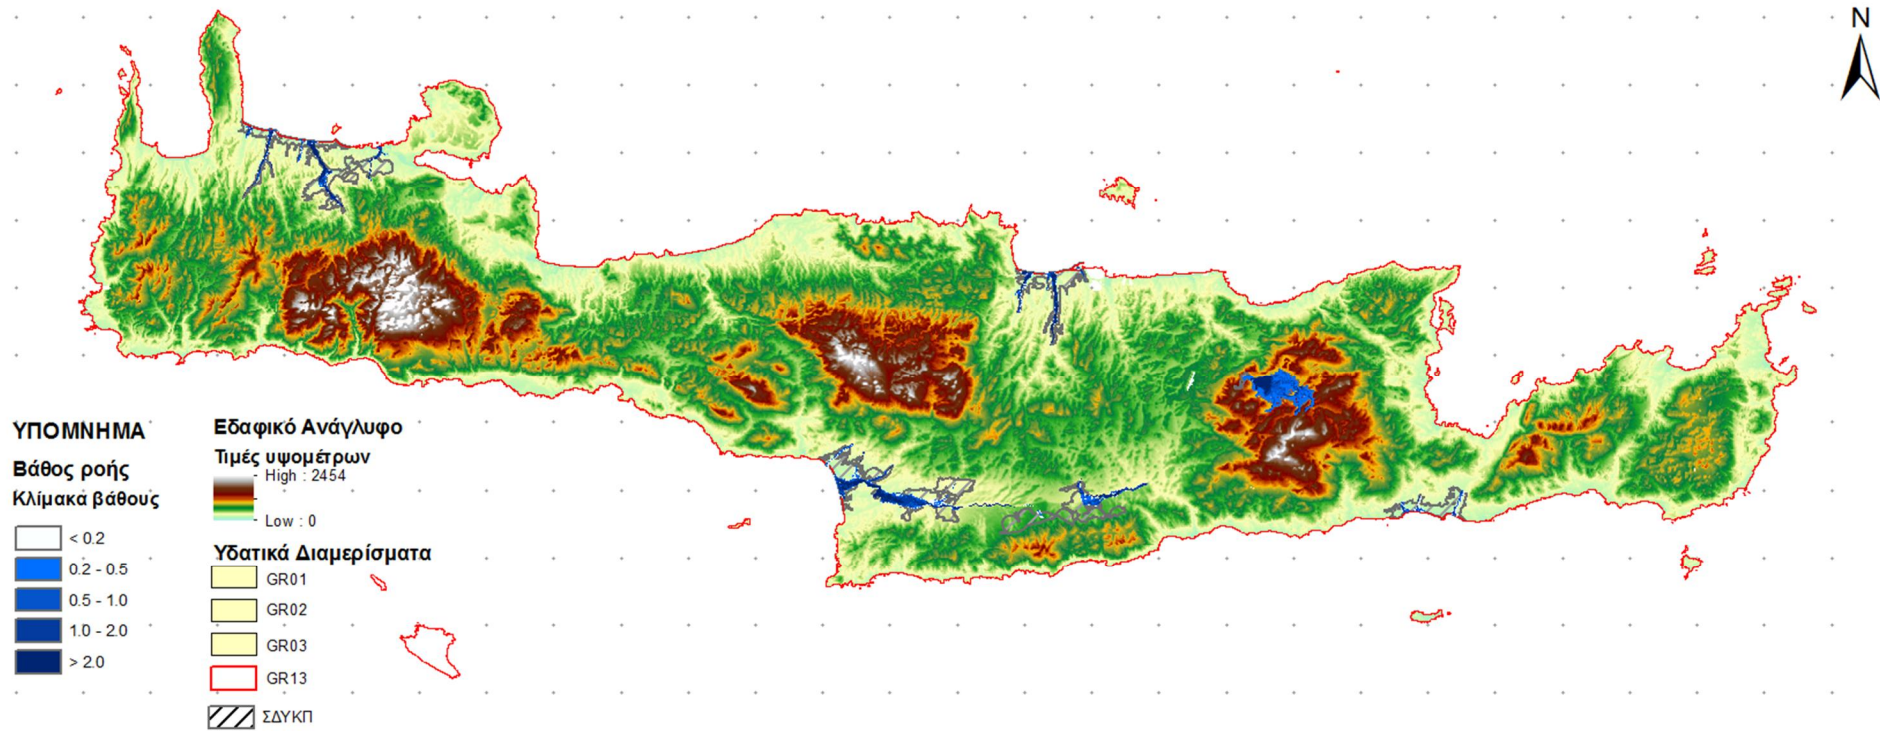 N
ΥΠΟΜΝΗΜΑ
Βάθος ροής
Κλίμακα βάθους
< 0.2
0.2 - 0.5
0.5 - 1.0
1.0 - 2.0
> 2.0
Εδαφικό Ανάγλυφο
Τιμές υψομέτρων
High : 2454
Low : 0
Υδατικά Διαμερίσματα
GR01
GR02
GR03
GR13
ΣΔΥΚΠ